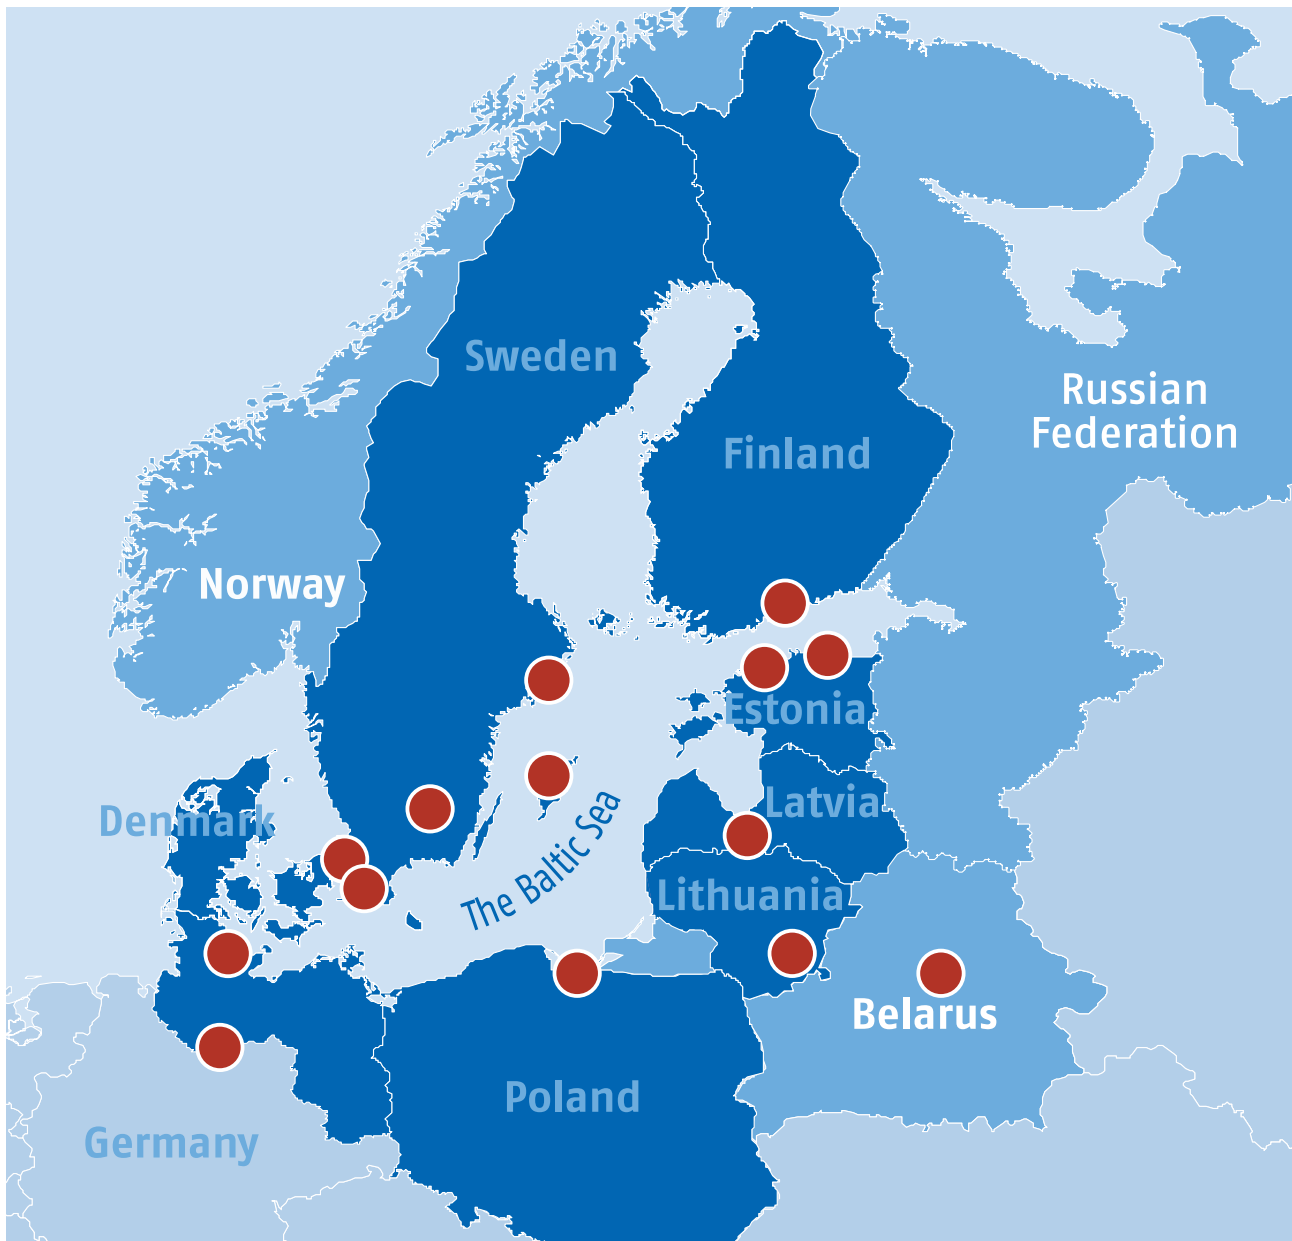 Sweden
Russian
Federation
Finland
Norway
Estonia
Denmark
Latvia
The Baltic Sea
Lithuania
Belarus
Poland
Germany